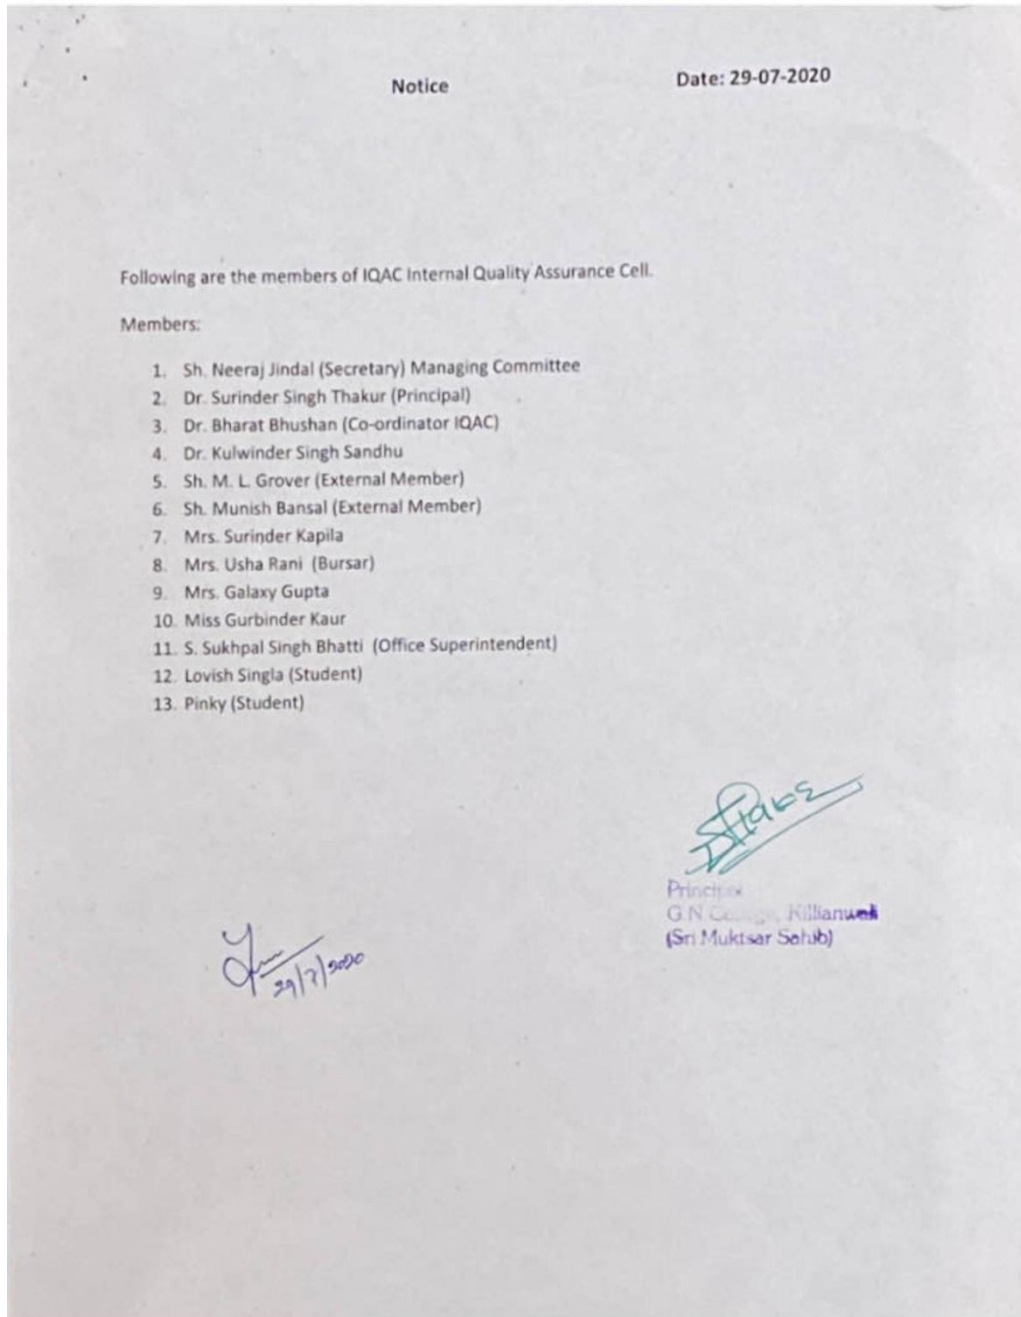 Notice
Date: 29-07-2020
Following are the members of IQAC Internal Quality Assurance Cell.
Members:
1. Sh. Neeraj Jindal (Secretary) Managing Committee
2. Dr. Surinder Singh Thakur (Principal)
3. Dr. Bharat Bhushan (Co-ordinator IQAC)
4. Dr. Kulwinder Singh Sandhu
5. Sh. M. L. Grover (External Member)
6. Sh. Munish Bansal (External Member)
7. Mrs. Surinder Kapila
8. Mrs. Usha Rani (Bursar)
9. Mrs. Galaxy Gupta
10. Miss Gurbinder Kaur
11. S. Sukhpal Singh Bhatti (Office Superintendent)
12. Lovish Singla (Student)
13. Pinky (Student)
Principal
G.N. College, Killianwali
(Sri Muktsar Sahib)
29/7/2020